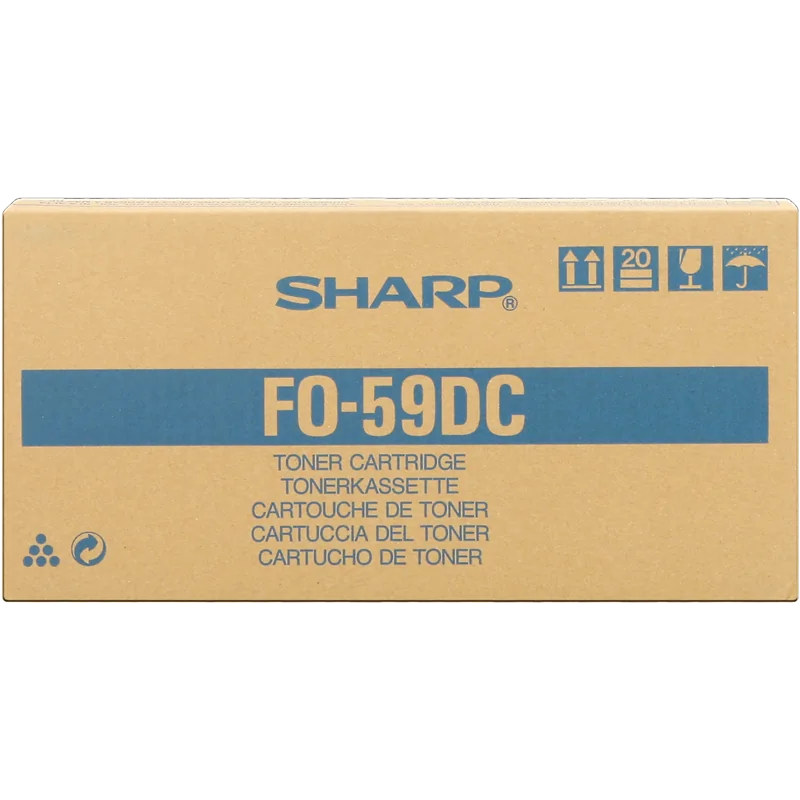 SHARP®
20
FO-59DC
TONER CARTRIDGE
TONERKASSETTE
CARTOUCHE DE TONER
CARTUCCIA DEL TONER
CARTUCHO DE TONER